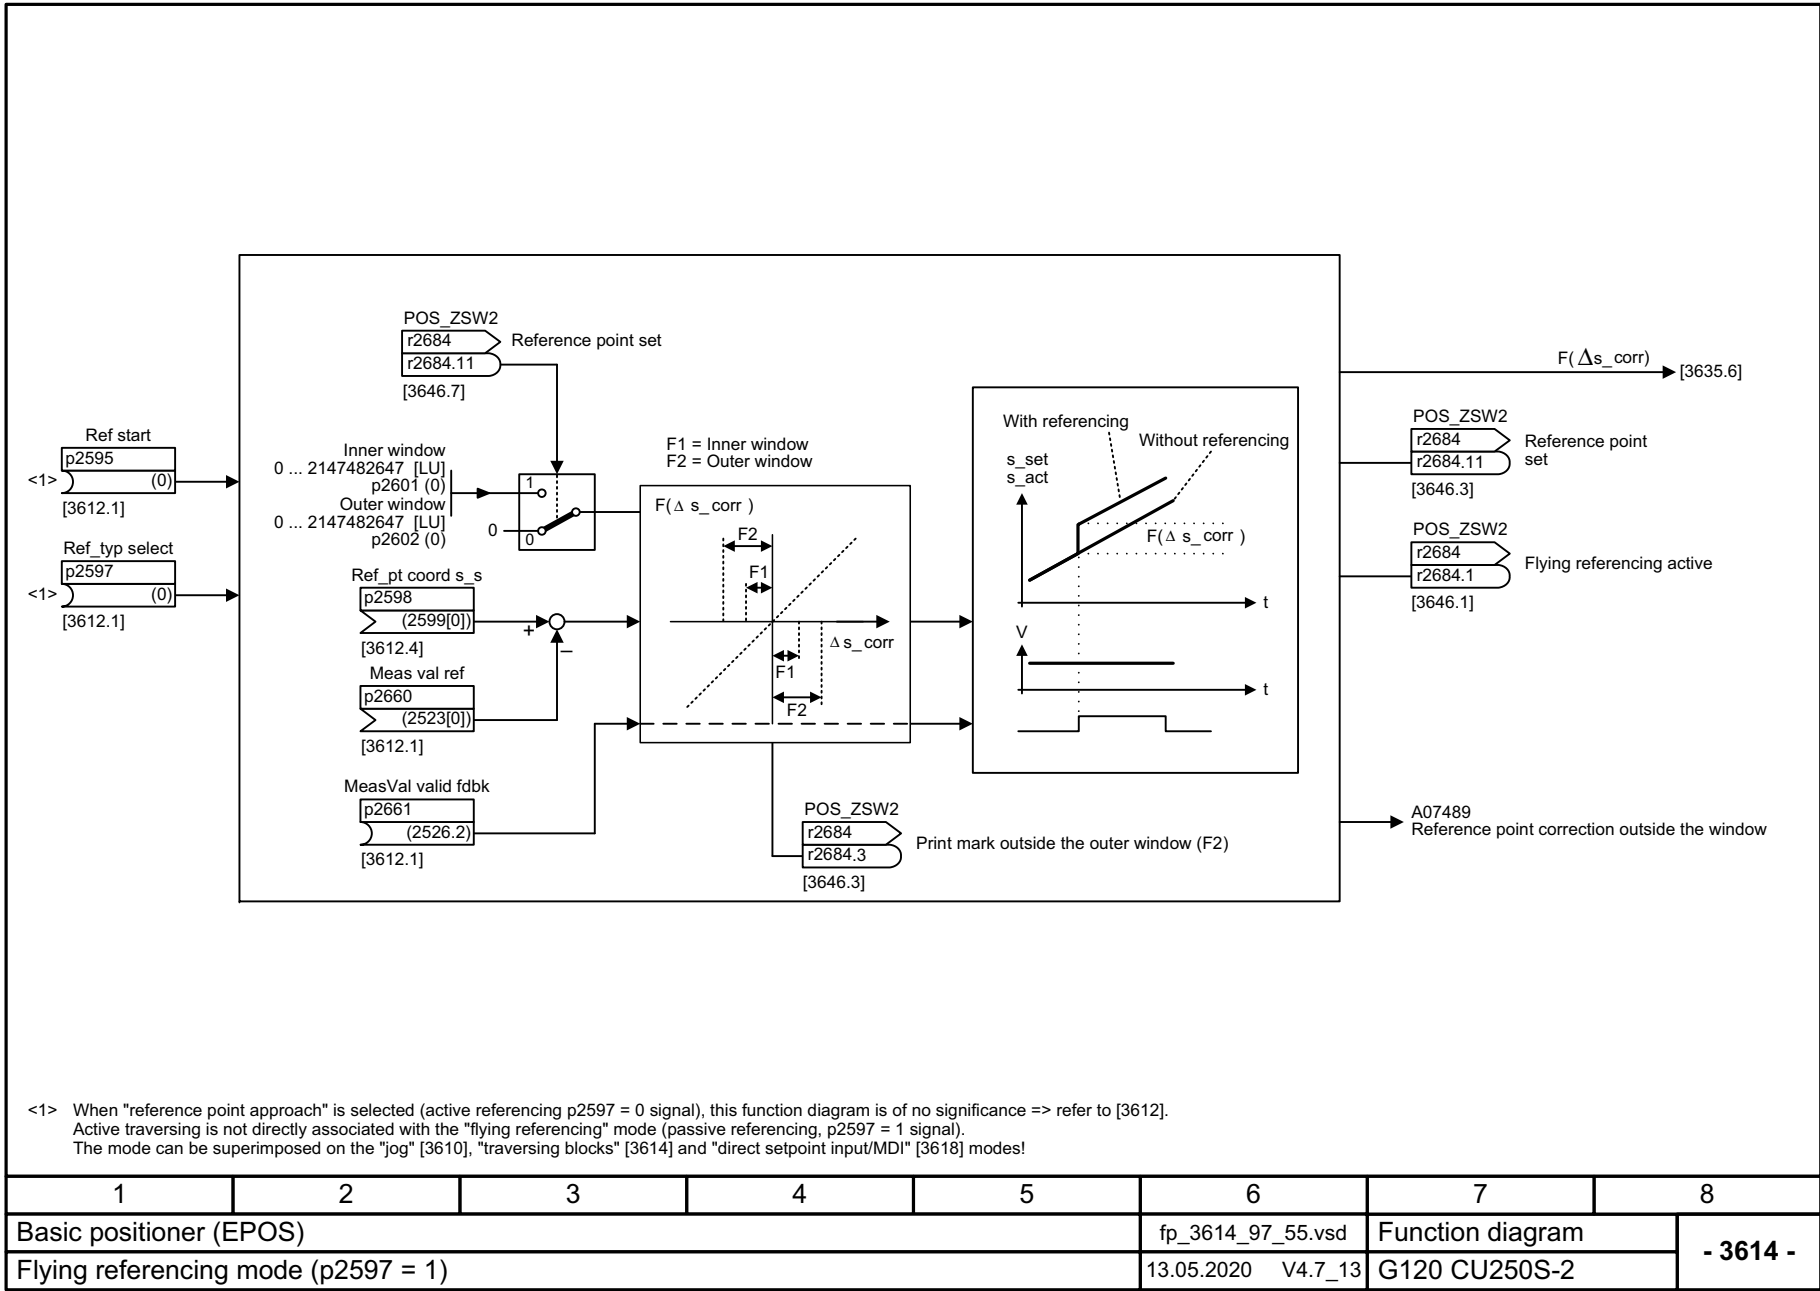 POS_ZSW2
r2684
Reference point set
r2684.11
[3646.7]
Ref start
p2595
<1>
(0)
[3612.1]
Ref_typ select
p2597
<1>
(0)
[3612.1]
Inner window
0 ... 2147482647 [LU]
p2601 (0)
Outer window
0 ... 2147482647 [LU]
p2602 (0)
1
0
0
Ref_pt coord s_s
p2598
(2599[0])
[3612.4]
+
–
Meas val ref
p2660
(2523[0])
[3612.1]
MeasVal valid fdbk
p2661
(2526.2)
[3612.1]
F1 = Inner window
F2 = Outer window
F(Δ s_corr )
F2
F1
Δ s_corr
F1
F2
POS_ZSW2
r2684
r2684.3
Print mark outside the outer window (F2)
[3646.3]
With referencing
Without referencing
s_set
s_act
F(Δ s_corr )
t
V
t
F(Δs_corr)
[3635.6]
POS_ZSW2
r2684
r2684.11
Reference point
set
[3646.3]
POS_ZSW2
r2684
r2684.1
Flying referencing active
[3646.1]
A07489
Reference point correction outside the window
<1> When "reference point approach" is selected (active referencing p2597 = 0 signal), this function diagram is of no significance => refer to [3612].
Active traversing is not directly associated with the "flying referencing" mode (passive referencing, p2597 = 1 signal).
The mode can be superimposed on the "jog" [3610], "traversing blocks" [3614] and "direct setpoint input/MDI" [3618] modes!
1 2 3 4 5 6 7 8
Basic positioner (EPOS)
fp_3614_97_55.vsd
Function diagram
- 3614 -
Flying referencing mode (p2597 = 1)
13.05.2020 V4.7_13
G120 CU250S-2